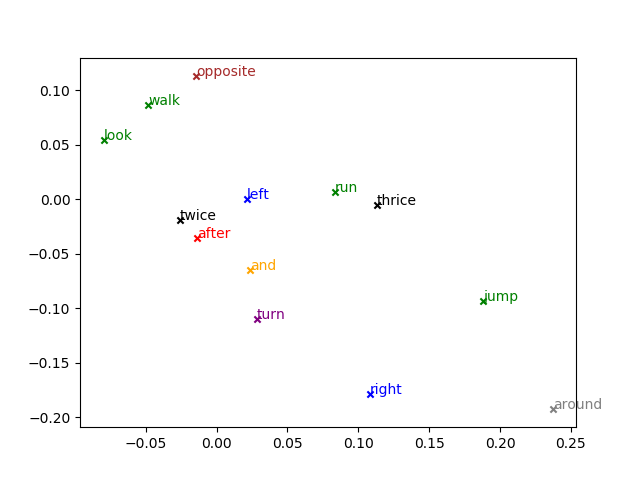 opposite
0.10
walk
0.05
look
0.00
left
run
thrice
twice
after
−0.05
and
jump
−0.10
turn
−0.15
right
around
−0.20
−0.05 0.00 0.05 0.10 0.15 0.20 0.25